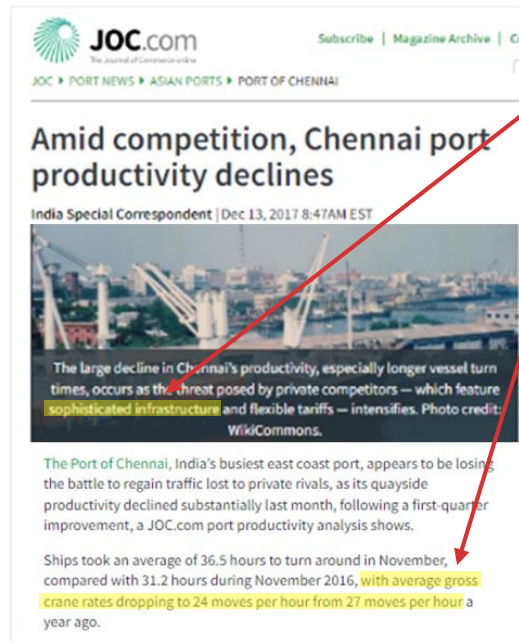 JOC.com
The Journal of Commerce online
Subscribe | Magazine Archive | C
JOC ▸ PORT NEWS ▸ ASIAN PORTS ▸ PORT OF CHENNAI
Amid competition, Chennai port
productivity declines
India Special Correspondent | Dec 13, 2017 8:47AM EST
The large decline in Chennai's productivity, especially longer vessel turn
times, occurs as the threat posed by private competitors — which feature
sophisticated infrastructure and flexible tariffs — intensifies. Photo credit:
WikiCommons.
The Port of Chennai, India's busiest east coast port, appears to be losing
the battle to regain traffic lost to private rivals, as its quayside
productivity declined substantially last month, following a first-quarter
improvement, a JOC.com port productivity analysis shows.
Ships took an average of 36.5 hours to turn around in November,
compared with 31.2 hours during November 2016, with average gross
crane rates dropping to 24 moves per hour from 27 moves per hour a
year ago.